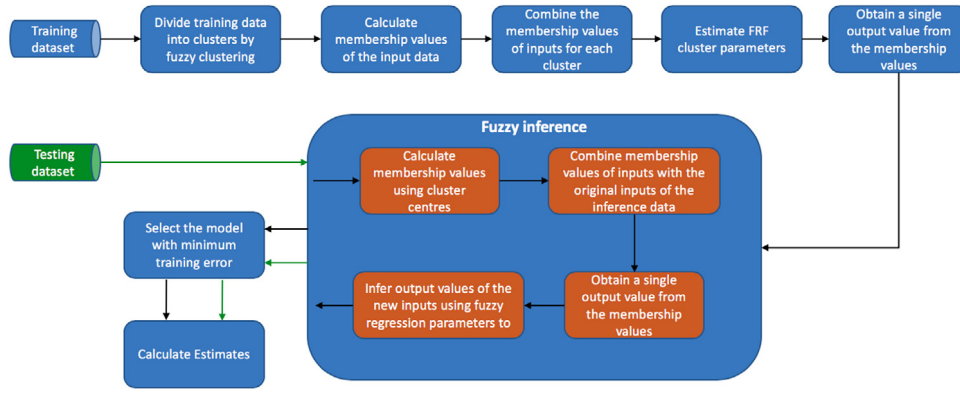 Training
dataset
Divide training data
into clusters by
fuzzy clustering
Calculate
membership values
of the input data
Combine the
membership values
of inputs for each
cluster
Estimate FRF
cluster parameters
Obtain a single
output value from
the membership
values
Testing
dataset
Fuzzy inference
Calculate
membership values
using cluster
centres
Combine membership
values of inputs with the
original inputs of the
inference data
Select the model
with minimum
training error
Infer output values of the
new inputs using fuzzy
regression parameters to
Obtain a single
output value from
the membership
values
Calculate Estimates